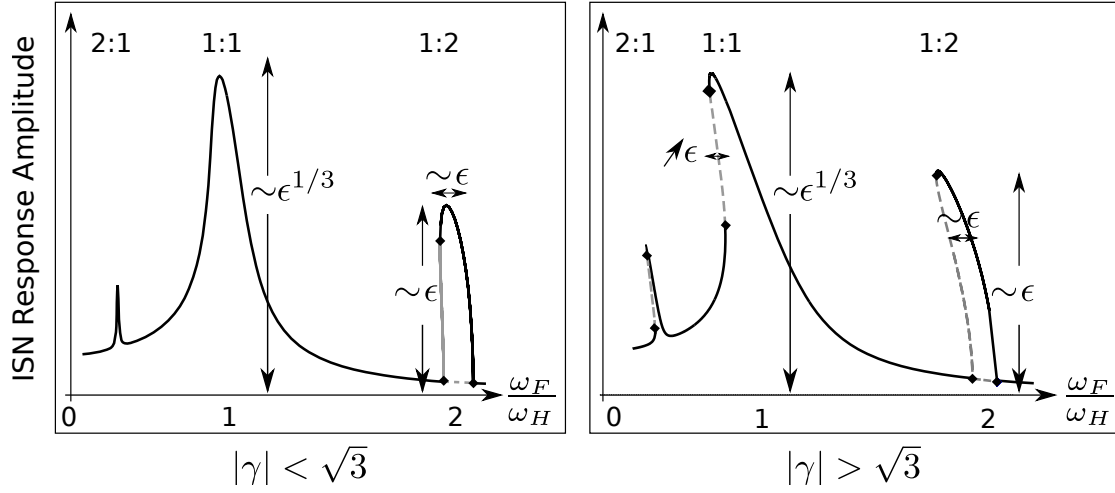 ISN Response Amplitude
2:1 1:1 1:2
∼ϵ^{1/3}
∼ϵ
∼ϵ
0 1 2
ω_F/ω_H
|γ| < √3
2:1 1:1 1:2
ϵ
∼ϵ^{1/3}
∼ϵ
∼ϵ
0 1 2
ω_F/ω_H
|γ| > √3